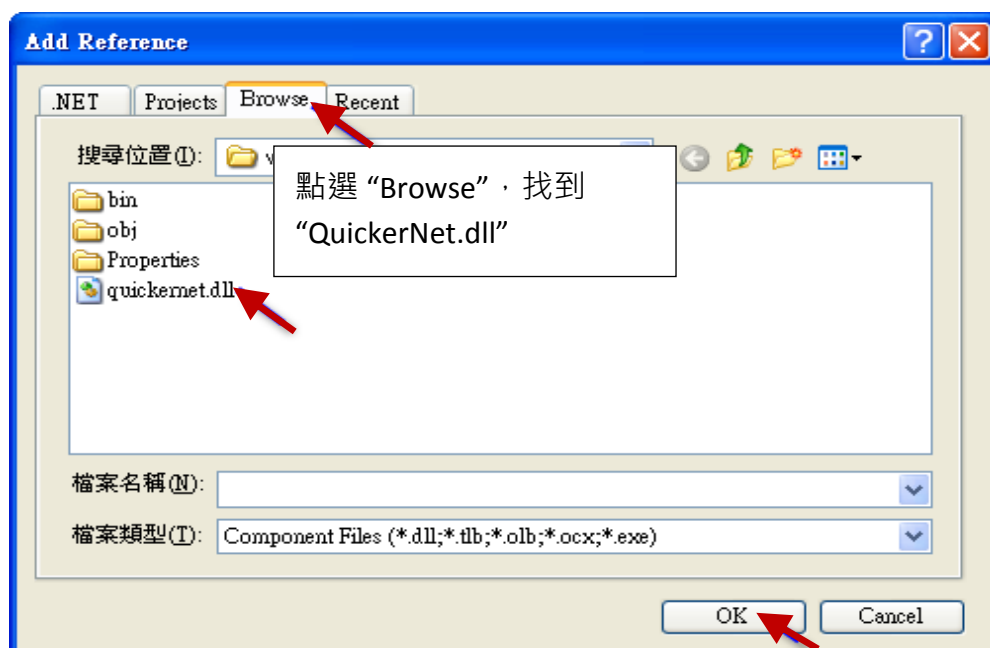 Add Reference
.NET Projects Browse Recent
搜尋位置(I):
點選 “Browse”，找到
“QuickerNet.dll”
bin
obj
Properties
quickernet.dll
檔案名稱(N):
檔案類型(T): Component Files (*.dll;*.tlb;*.olb;*.ocx;*.exe)
OK Cancel